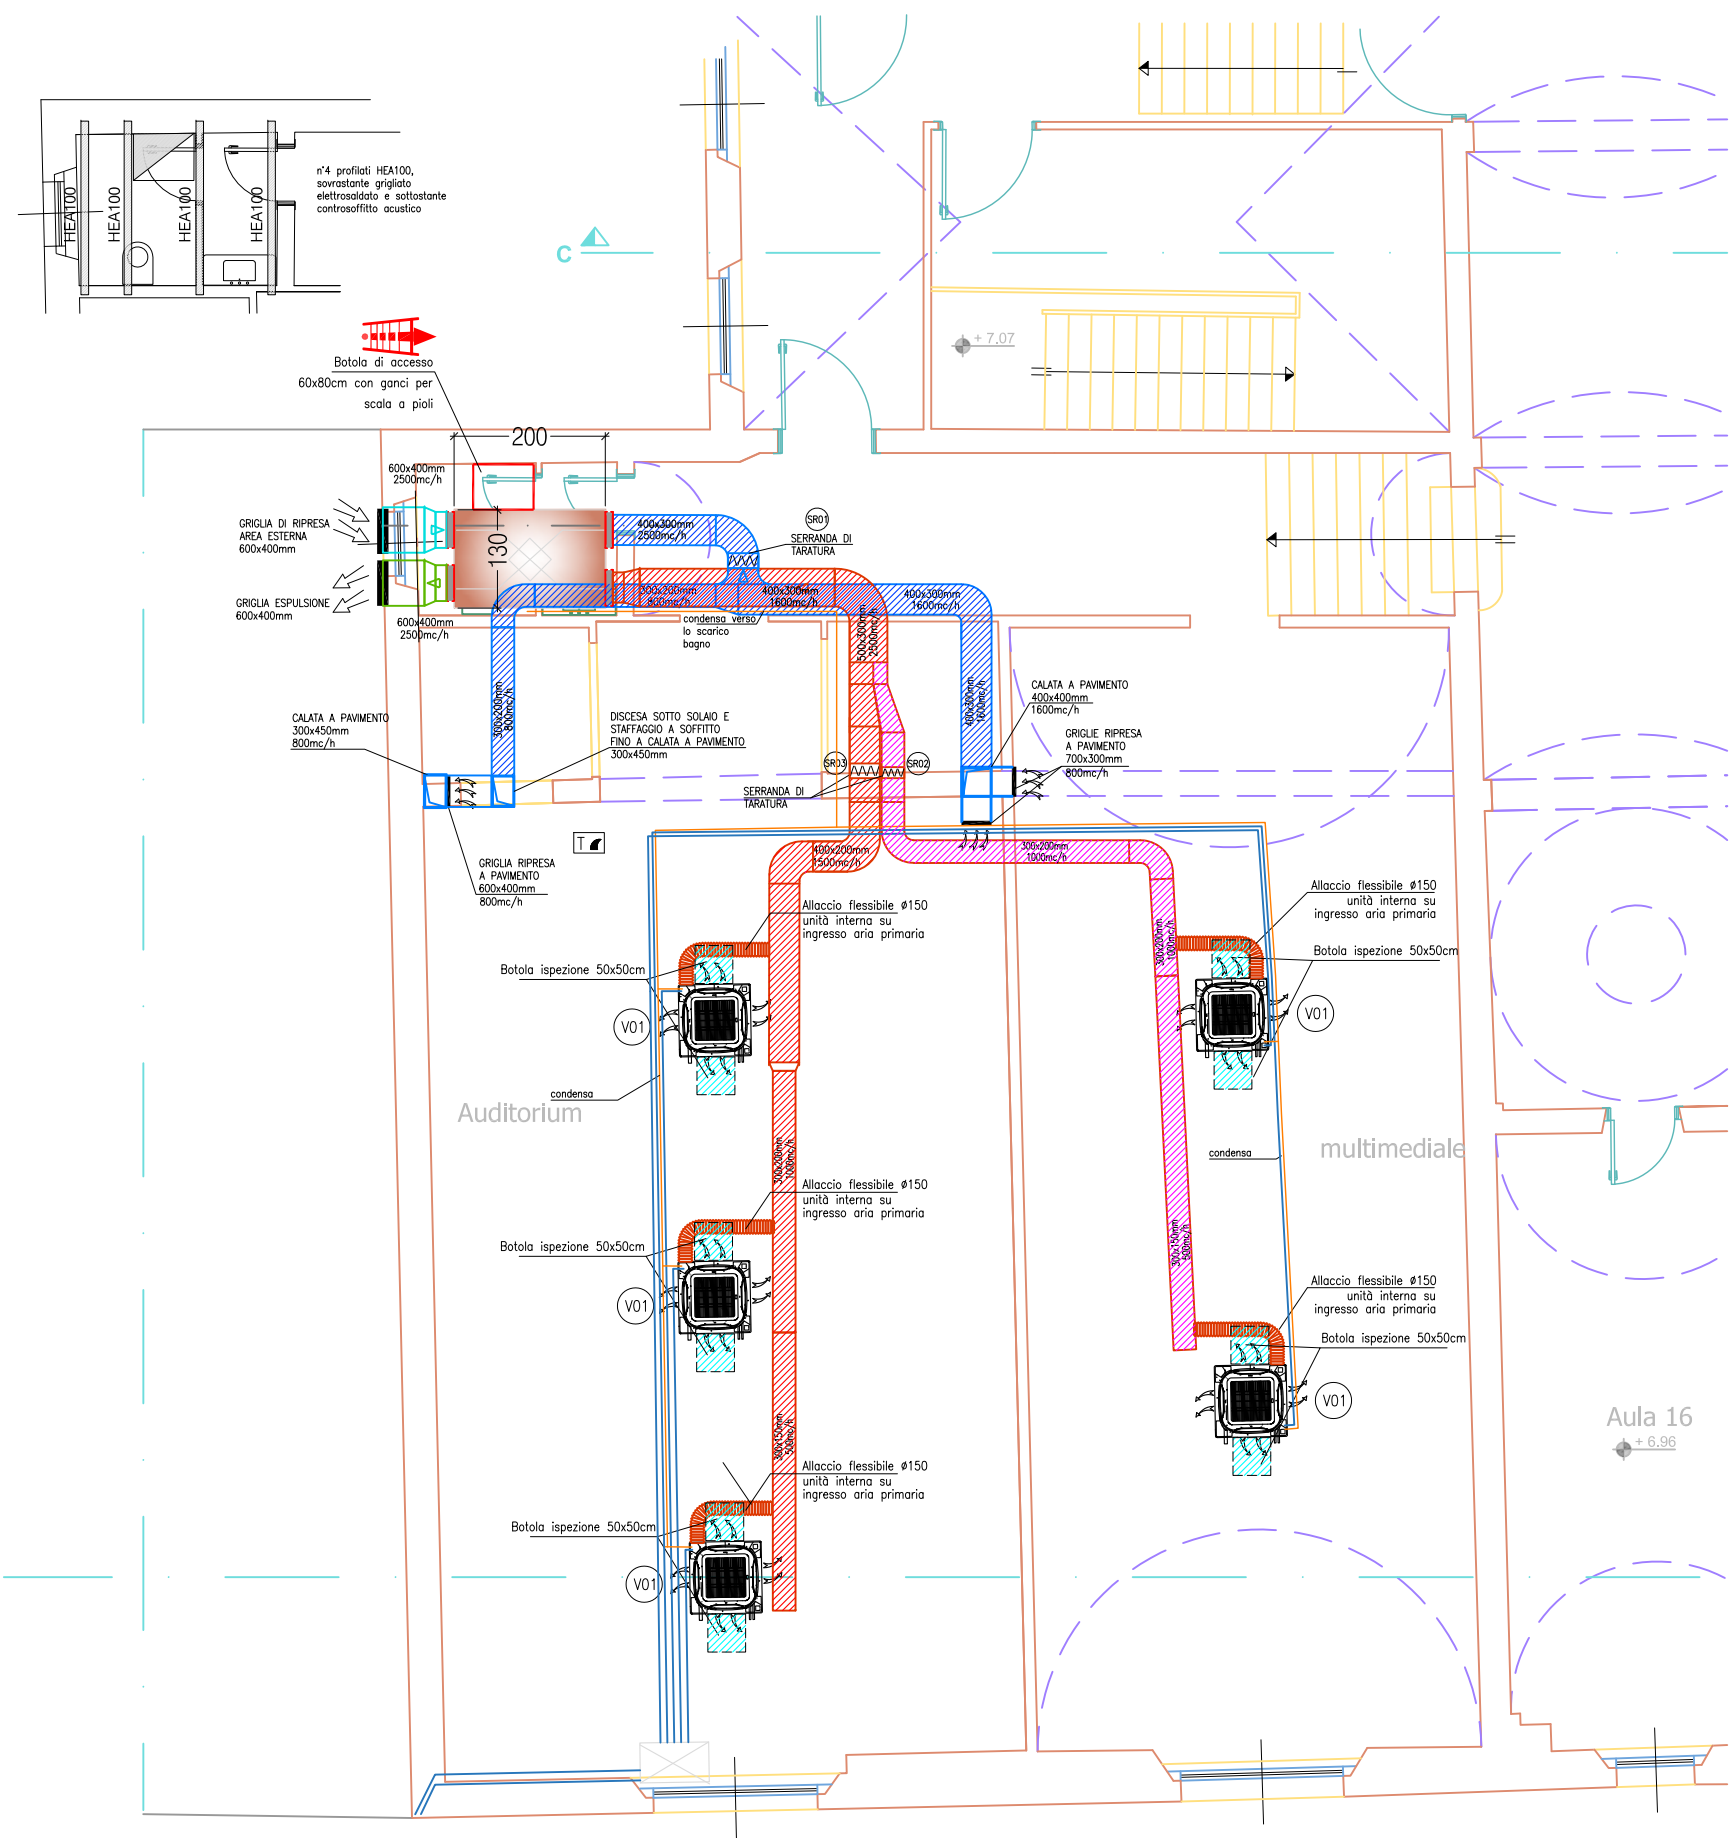 n°4 profilati HEA100,
sovrastante grigliato
elettrosaldato e sottostante
controsoffitto acustico
HEA100
HEA100
HEA100
HEA100
C
+ 7.07
Botola di accesso
60x80cm con ganci per
scala a pioli
200
130
600x400mm
2500mc/h
GRIGLIA DI RIPRESA
AREA ESTERNA
600x400mm
GRIGLIA ESPULSIONE
600x400mm
600x400mm
2500mc/h
400x300mm
2500mc/h
SR01
SERRANDA DI
TARATURA
300x200mm
800mc/h
400x300mm
1600mc/h
400x300mm
1600mc/h
condensa verso
lo scarico
bagno
500x300mm
2500mc/h
300x200mm
800mc/h
400x300mm
1600mc/h
CALATA A PAVIMENTO
300x450mm
800mc/h
DISCESA SOTTO SOLAIO E
STAFFAGGIO A SOFFITTO
FINO A CALATA A PAVIMENTO
300x450mm
CALATA A PAVIMENTO
400x400mm
1600mc/h
GRIGLIE RIPRESA
A PAVIMENTO
700x300mm
800mc/h
SR03
SR02
SERRANDA DI
TARATURA
T
GRIGLIA RIPRESA
A PAVIMENTO
600x400mm
800mc/h
400x200mm
1500mc/h
300x200mm
1000mc/h
Allaccio flessibile ø150
unità interna su
ingresso aria primaria
Allaccio flessibile ø150
unità interna su
ingresso aria primaria
300x200mm
1000mc/h
Botola ispezione 50x50cm
Botola ispezione 50x50cm
V01
V01
condensa
Auditorium
300x200mm
1000mc/h
condensa
multimediale
Allaccio flessibile ø150
unità interna su
ingresso aria primaria
Botola ispezione 50x50cm
300x150mm
500mc/h
V01
Allaccio flessibile ø150
unità interna su
ingresso aria primaria
Botola ispezione 50x50cm
V01
300x150mm
500mc/h
Aula 16
+ 6.96
Allaccio flessibile ø150
unità interna su
ingresso aria primaria
Botola ispezione 50x50cm
V01